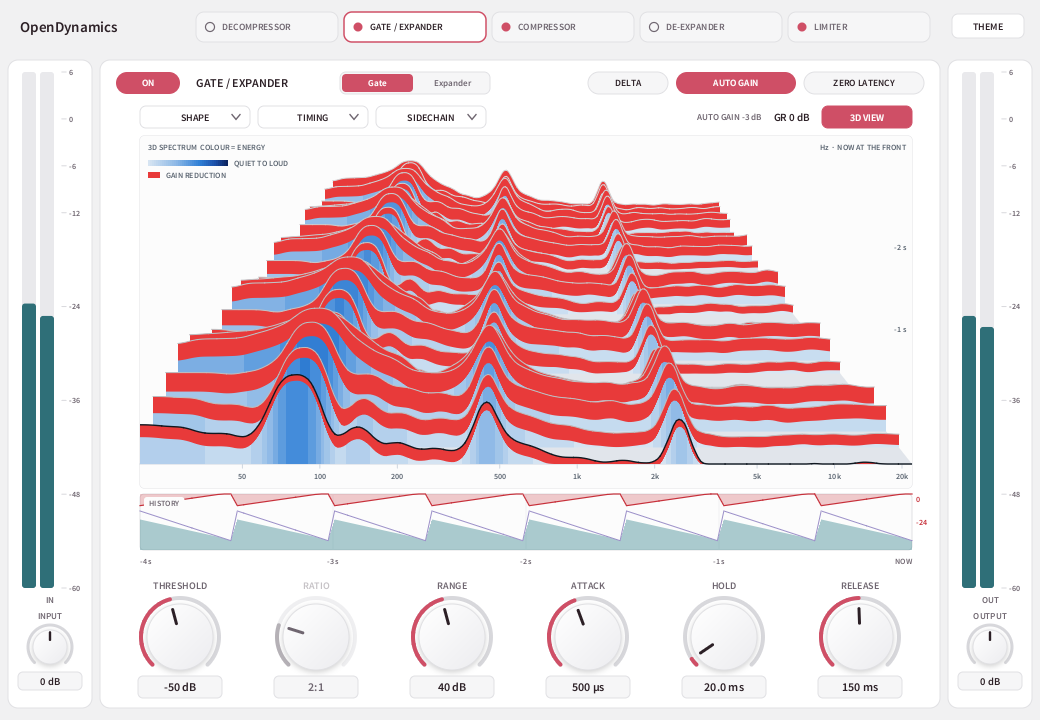 OpenDynamics
DECOMPRESSOR
GATE / EXPANDER
COMPRESSOR
DE-EXPANDER
LIMITER
THEME
ON
GATE / EXPANDER
Gate
Expander
DELTA
AUTO GAIN
ZERO LATENCY
SHAPE
TIMING
SIDECHAIN
AUTO GAIN -3 dB
GR 0 dB
3D VIEW
3D SPECTRUM COLOUR = ENERGY
QUIET TO LOUD
GAIN REDUCTION
Hz - NOW AT THE FRONT
-2 s
-1 s
50
100
200
500
1k
2k
5k
10k
20k
HISTORY
0
-24
-4s
-3s
-2s
-1s
NOW
6
0
-6
-12
-24
-36
-48
-60
IN
INPUT
0 dB
THRESHOLD
-50 dB
RATIO
2:1
RANGE
40 dB
ATTACK
500 µs
HOLD
20.0 ms
RELEASE
150 ms
6
0
-6
-12
-24
-36
-48
-60
OUT
OUTPUT
0 dB